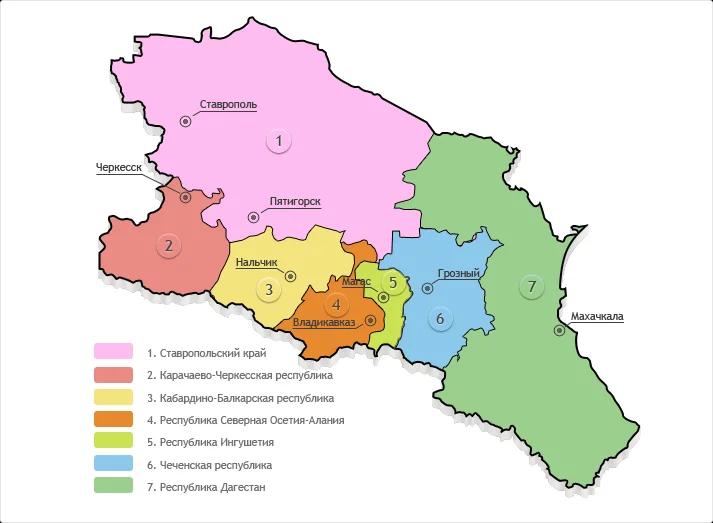 Ставрополь
1
Черкесск
Пятигорск
2
Нальчик
3
Магас
5
Грозный
4
7
Владикавказ
6
Махачкала
1. Ставропольский край
2. Карачаево-Черкесская республика
3. Кабардино-Балкарская республика
4. Республика Северная Осетия-Алания
5. Республика Ингушетия
6. Чеченская республика
7. Республика Дагестан